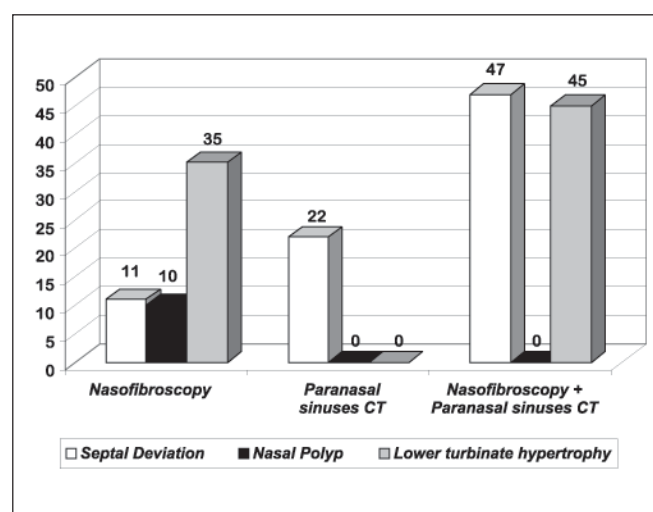 50
45
40
35
30
25
20
15
10
5
0
11
10
35
22
0
0
47
0
45
Nasofibroscopy
Paranasal
sinuses CT
Nasofibroscopy +
Paranasal sinuses CT
Septal Deviation
Nasal Polyp
Lower turbinate hypertrophy